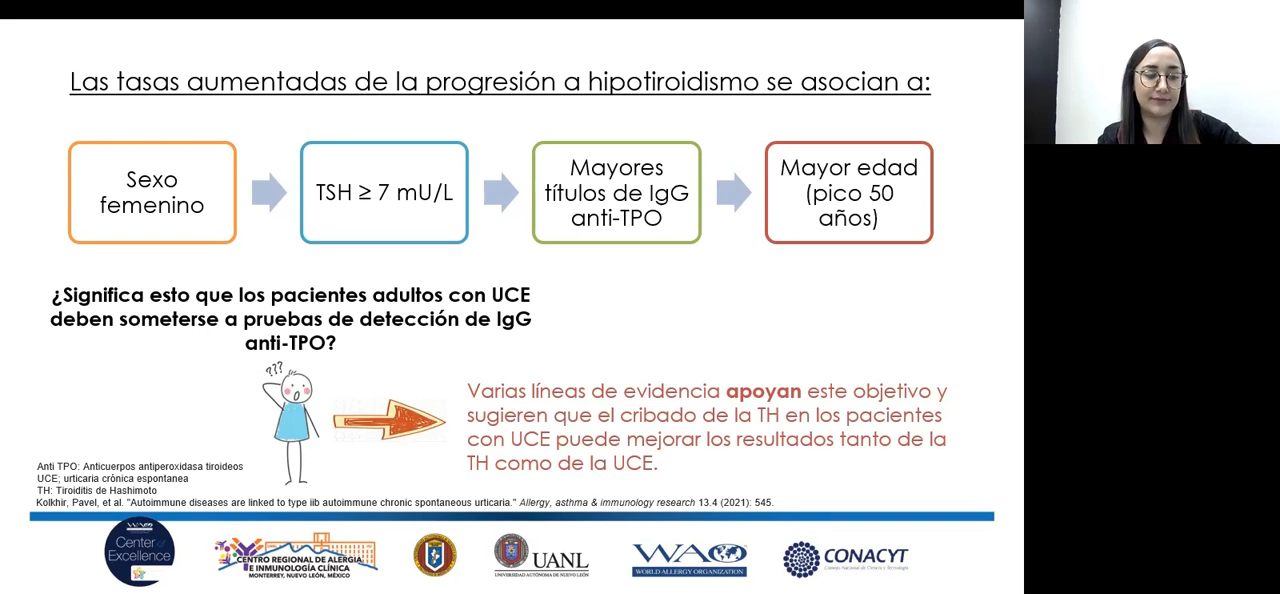 Las tasas aumentadas de la progresión a hipotiroidismo se asocian a:
Sexo
femenino
TSH ≥ 7 mU/L
Mayores
títulos de IgG
anti-TPO
Mayor edad
(pico 50
años)
¿Significa esto que los pacientes adultos con UCE
deben someterse a pruebas de detección de IgG
anti-TPO?
???
Varias líneas de evidencia apoyan este objetivo y
sugieren que el cribado de la TH en los pacientes
con UCE puede mejorar los resultados tanto de la
TH como de la UCE.
Anti TPO: Anticuerpos antiperoxidasa tiroideos
UCE; urticaria crónica espontanea
TH: Tiroiditis de Hashimoto
Kolkhir, Pavel, et al. "Autoimmune diseases are linked to type iib autoimmune chronic spontaneous urticaria." Allergy, asthma & immunology research 13.4 (2021): 545.
WAO
Center of
Excellence
CENTRO REGIONAL DE ALERGIA
E INMUNOLOGÍA CLÍNICA
MONTERREY, NUEVO LEÓN, MÉXICO
UANL
UNIVERSIDAD AUTÓNOMA DE NUEVO LEÓN
WAO
WORLD ALLERGY ORGANIZATION
CONACYT
Consejo Nacional de Ciencia y Tecnología